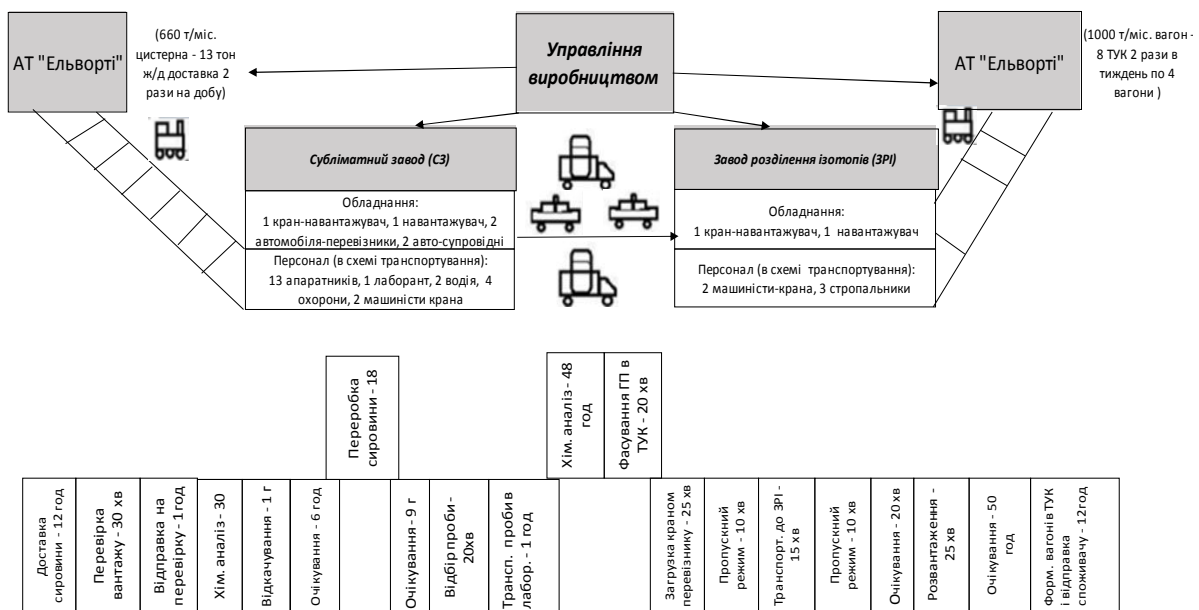 АТ "Ельворті"
(660 т/міс.
цистерна - 13 тон
ж/д доставка 2
рази на добу)
Управління
виробництвом
АТ "Ельворті"
(1000 т/міс. вагон -
8 ТУК 2 рази в
тиждень по 4
вагони )
Субліматний завод (СЗ)
Обладнання:
1 кран-навантажувач, 1 навантажувач, 2
автомобіля-перевізники, 2 авто-супровідні
Персонал (в схемі транспортування):
13 апаратників, 1 лаборант, 2 водія, 4
охорони, 2 машиністи крана
Завод розділення ізотопів (ЗРІ)
Обладнання:
1 кран-навантажувач, 1 навантажувач
Персонал (в схемі транспортування):
2 машиністи-крана, 3 стропальники
Доставка
сировини - 12 год
Перевірка
вантажу - 30 хв
Відправка на
перевірку - 1 год
Хім. аналіз - 30
Відкачування - 1 г
Очікування - 6 год
Переробка
сировини - 18
Очікування - 9 г
Відбір проби-
20хв
Трансп. проби в
лабор. - 1 год
Хім. аналіз - 48
год
Фасування ГП в
ТУК - 20 хв
Загрузка краном
перевізнику - 25 хв
Пропускний
режим - 10 хв
Транспорт. до ЗРІ -
15 хв
Пропускний
режим - 10 хв
Очікування - 20хв
Розвантаження -
25 хв
Очікування - 50
год
Форм. вагонів ТУК
і відправка
споживачу - 12год